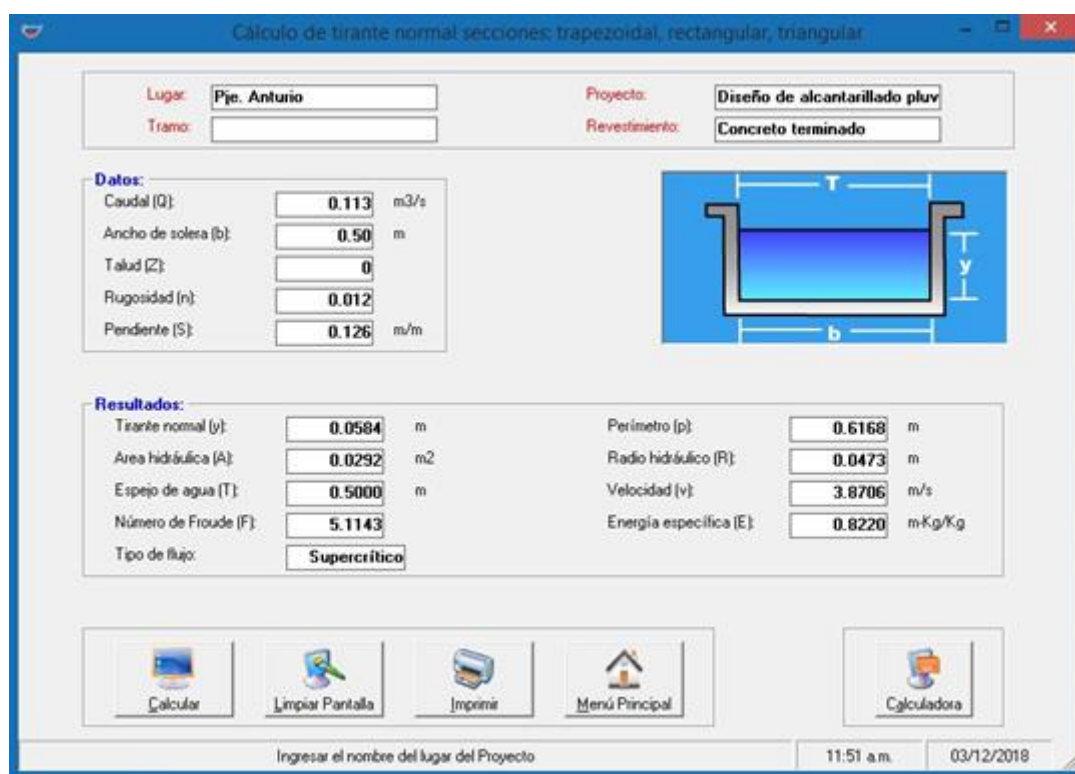 Cálculo de tirante normal secciones: trapezoidal, rectangular, triangular
Lugar: Pje. Anturio Proyecto: Diseño de alcantarillado pluv
Tramo: Revestimiento: Concreto terminado
Datos:
Caudal (Q): 0.113 m3/s
Ancho de solera (b): 0.50 m
Talud (Z): 0
Rugosidad (n): 0.012
Pendiente (S): 0.126 m/m
T
y
b
Resultados:
Tirante normal (y): 0.0584 m Perímetro (p): 0.6168 m
Area hidráulica (A): 0.0292 m2 Radio hidráulico (R): 0.0473 m
Espejo de agua (T): 0.5000 m Velocidad (v): 3.8706 m/s
Número de Froude (F): 5.1143 Energía específica (E): 0.8220 m-Kg/Kg
Tipo de flujo: Supercrítico
Calcular Limpiar Pantalla Imprimir Menú Principal Calculadora
Ingresar el nombre del lugar del Proyecto 11:51 a.m. 03/12/2018